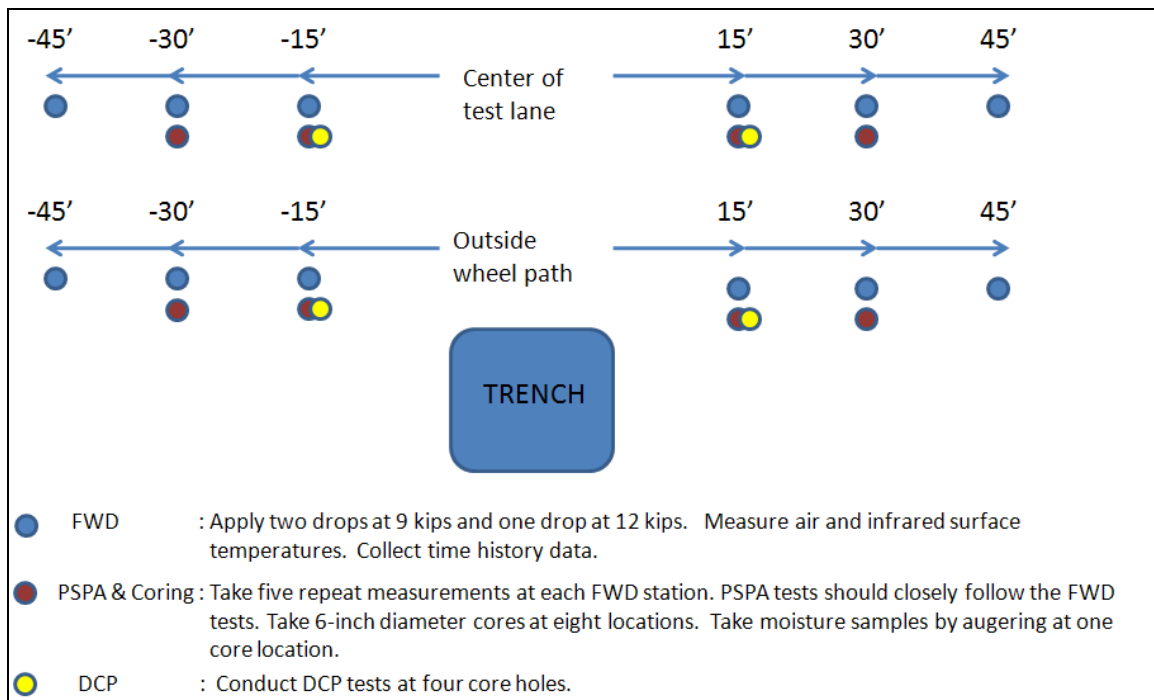 -45’ -30’ -15’ 15’ 30’ 45’
Center of
test lane
-45’ -30’ -15’ 15’ 30’ 45’
Outside
wheel path
TRENCH
FWD : Apply two drops at 9 kips and one drop at 12 kips. Measure air and infrared surface
temperatures. Collect time history data.
PSPA & Coring : Take five repeat measurements at each FWD station. PSPA tests should closely follow the FWD
tests. Take 6-inch diameter cores at eight locations. Take moisture samples by augering at one
core location.
DCP : Conduct DCP tests at four core holes.